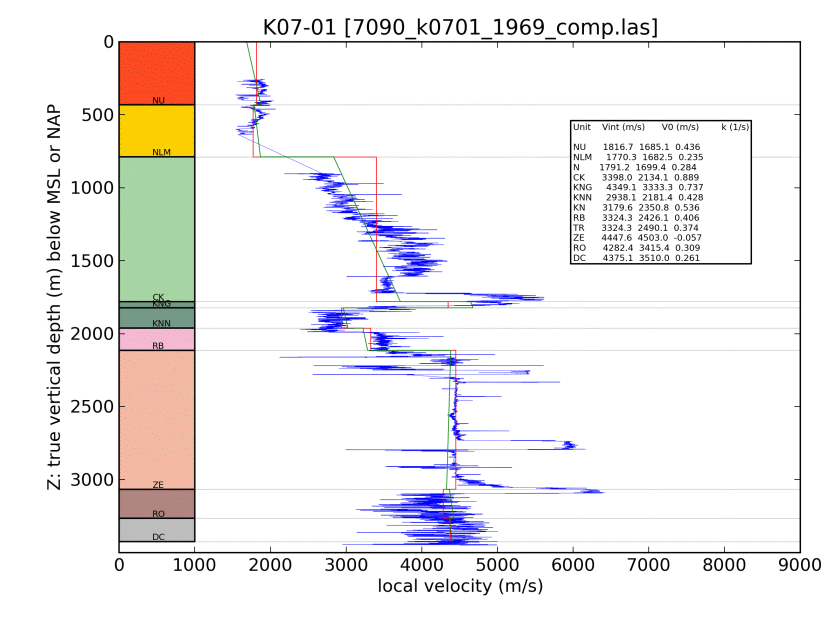 K07-01 [7090_k0701_1969_comp.las]
0
500
1000
1500
2000
2500
3000
Z: true vertical depth (m) below MSL or NAP
NU
NLM
CK
KNG
KNN
RB
ZE
RO
DC
Unit Vint (m/s) V0 (m/s) k (1/s)
NU 1816.7 1685.1 0.436
NLM 1770.3 1682.5 0.235
N 1791.2 1699.4 0.284
CK 3398.0 2134.1 0.889
KNG 4349.1 3333.3 0.737
KNN 2938.1 2181.4 0.428
KN 3179.6 2350.8 0.536
RB 3324.3 2426.1 0.406
TR 3324.3 2490.1 0.374
ZE 4447.6 4503.0 -0.057
RO 4282.4 3415.4 0.309
DC 4375.1 3510.0 0.261
0 1000 2000 3000 4000 5000 6000 7000 8000 9000
local velocity (m/s)